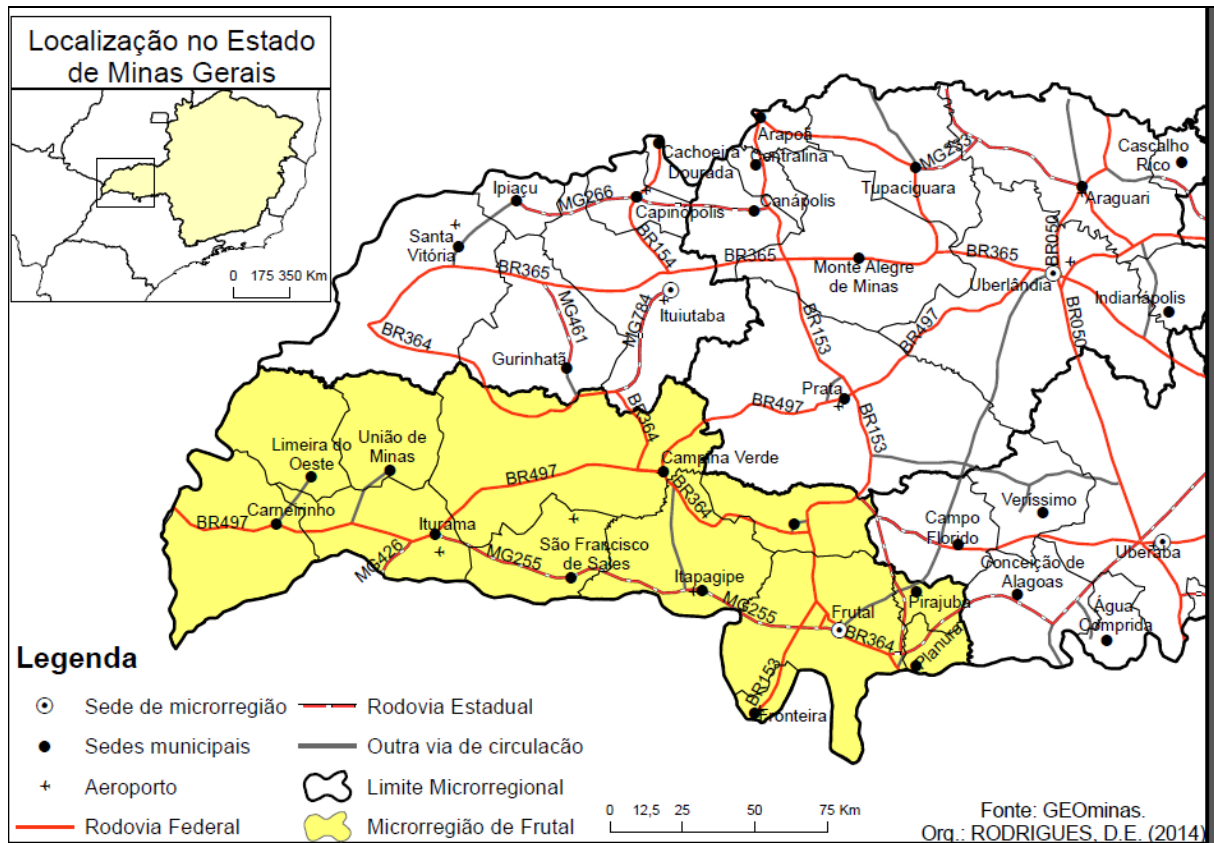 Localização no Estado
de Minas Gerais
0 175 350 Km
Arapoã
Cachoeira
Dourada
Centralina
MG233
Cascalho
Rico
Tupaciguara
Araguari
Ipiaçu
MG266
Capinópolis
Canápolis
Santa
Vitória
BR154
BR365
BR365
Monte Alegre
de Minas
BR365
BR050
Uberlândia
Indianápolis
Ituiutaba
MG461
MG784
BR364
BR153
BR497
BR050
Gurinhatã
Prata
BR497
BR153
BR364
Limeira do
Oeste
União de
Minas
Campina Verde
BR497
BR364
Veríssimo
BR497
Carneirinho
Iturama
Campo
Florido
Uberaba
MG426
MG255
São Francisco
de Sales
Conceição de
Alagoas
Itapagipe
MG255
Pirajuba
Água
Comprida
Frutal
BR364
Planura
BR153
Fronteira
Legenda
Sede de microrregião
Rodovia Estadual
Sedes municipais
Outra via de circulacão
Aeroporto
Limite Microrregional
Rodovia Federal
Microrregião de Frutal
0 12,5 25 50 75 Km
Fonte: GEOminas.
Org.: RODRIGUES, D.E. (2014)